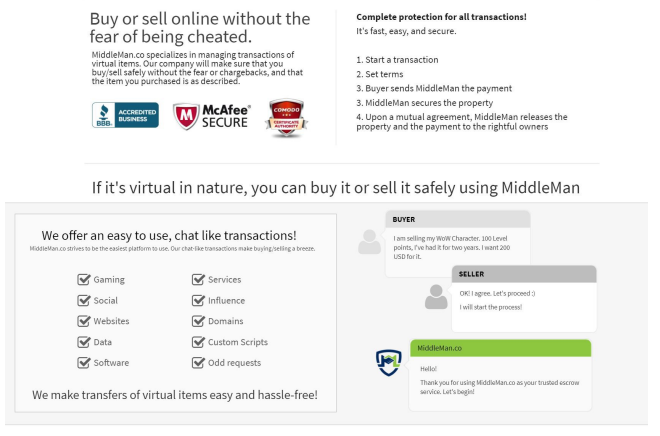 Buy or sell online without the
fear of being cheated.
MiddleMan.co specializes in managing transactions of
virtual items. Our company will make sure that you
buy/sell safely without the fear or chargebacks, and that
the item you purchased is as described.
BBB.
ACCREDITED
BUSINESS
McAfee®
SECURE
COMODO
CERTIFICATE
AUTHORITY
Complete protection for all transactions!
It's fast, easy, and secure.
1. Start a transaction
2. Set terms
3. Buyer sends MiddleMan the payment
3. MiddleMan secures the property
4. Upon a mutual agreement, MiddleMan releases the
property and the payment to the rightful owners
If it's virtual in nature, you can buy it or sell it safely using MiddleMan
We offer an easy to use, chat like transactions!
MiddleMan.co strives to be the easiest platform to use. Our chat-like transactions make buying/selling a breeze.
Gaming
Social
Websites
Data
Software
Services
Influence
Domains
Custom Scripts
Odd requests
We make transfers of virtual items easy and hassle-free!
BUYER
I am selling my WoW Character. 100 Level
points, I've had it for two years. I want 200
USD for it.
SELLER
OK! I agree. Let's proceed :)
I will start the process!
MiddleMan.co
Hello!
Thank you for using MiddleMan.co as your trusted escrow
service. Let's begin!